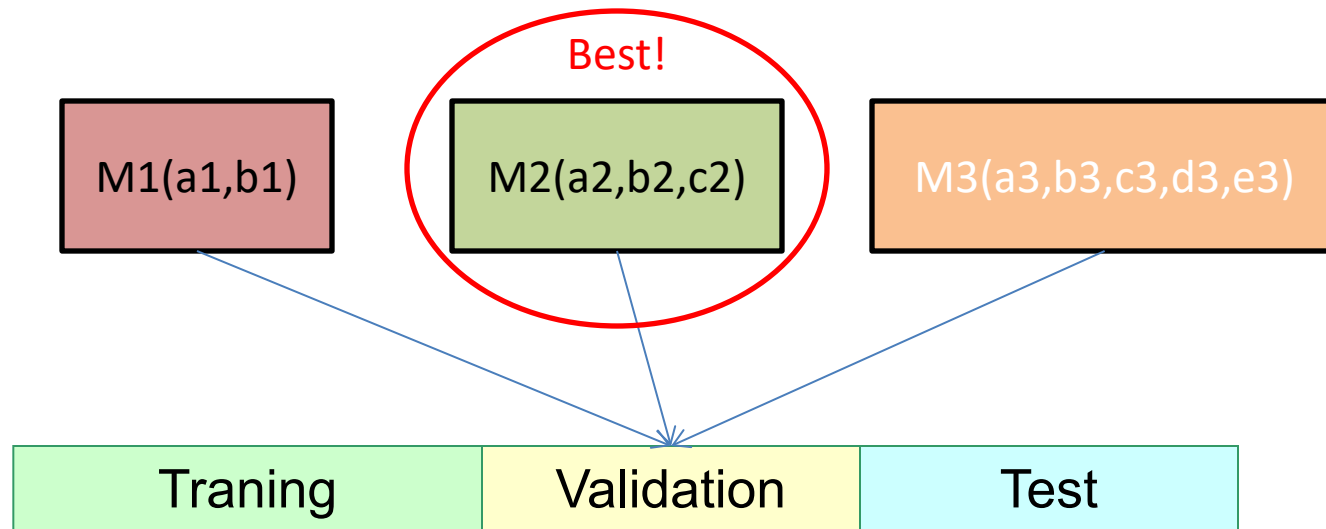 Best!
M1(a1,b1)
M2(a2,b2,c2)
M3(a3,b3,c3,d3,e3)
Traning
Validation
Test